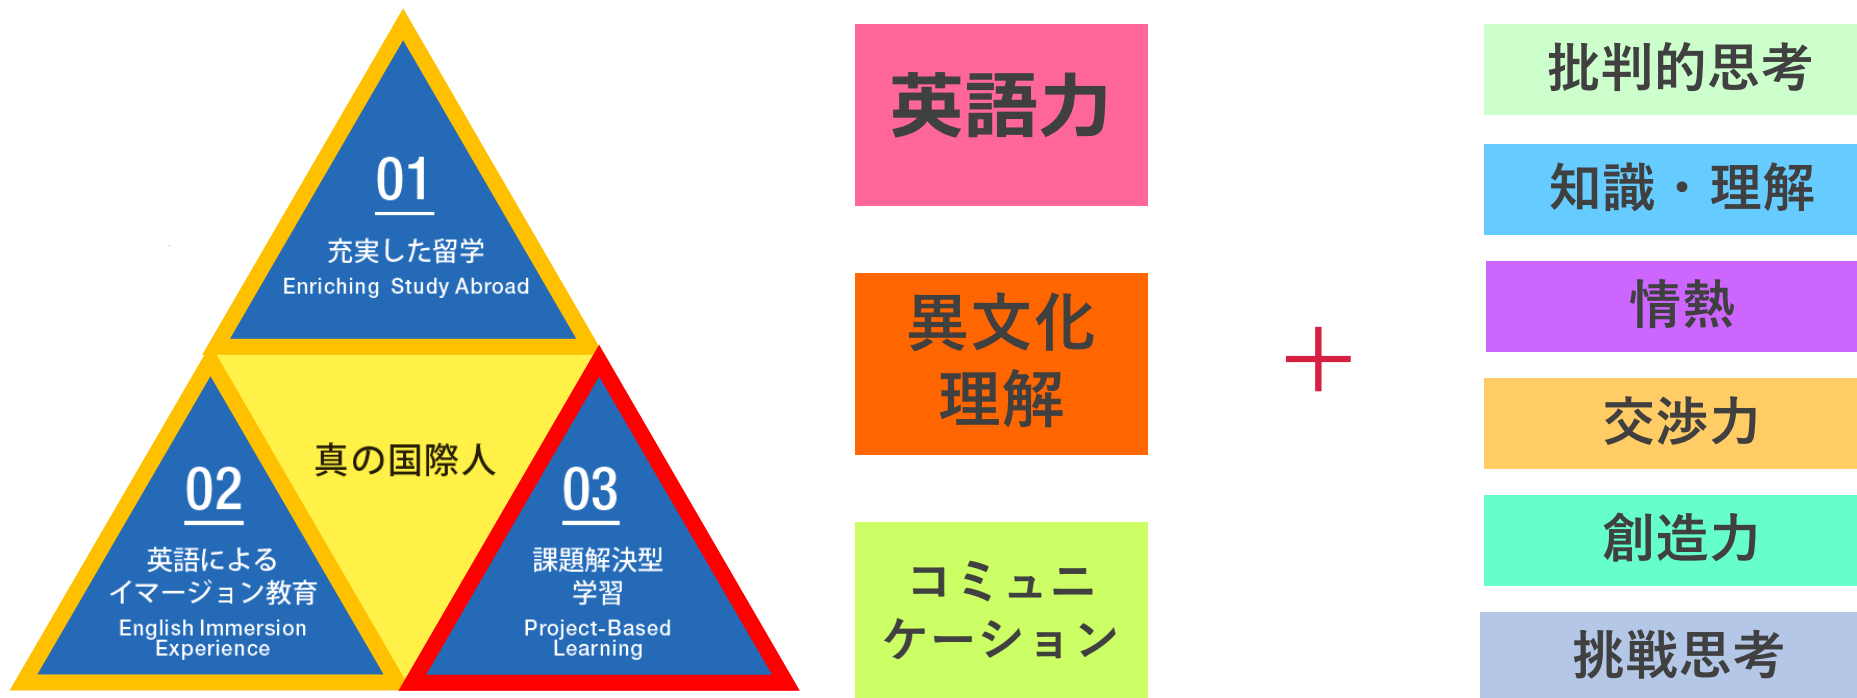 01
充実した留学
Enriching Study Abroad
真の国際人
02
英語による
イマージョン教育
English Immersion
Experience
03
課題解決型
学習
Project-Based
Learning
英語力
異文化
理解
コミュニ
ケーション
+
批判的思考
知識・理解
情熱
交渉力
創造力
挑戦思考